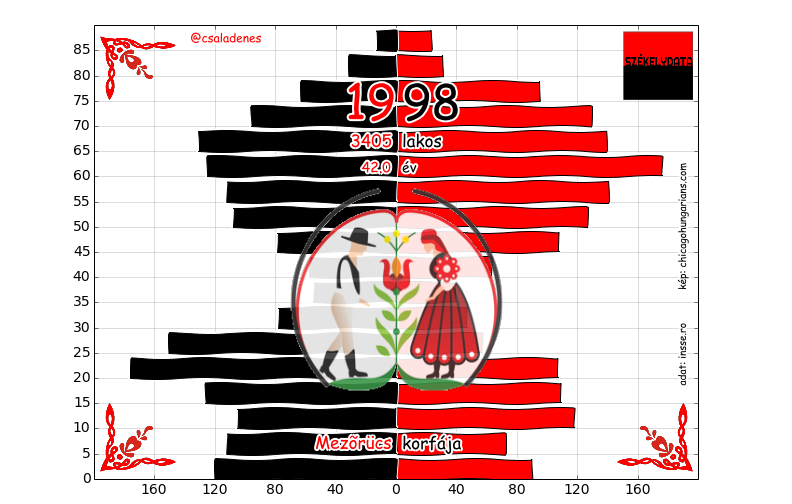 @csaladenes
SZÉKELYDATA
1998
3405 lakos
42,0 év
kép: chicagohungarians.com
adat: insse.ro
Mezőrücs korfája
85
80
75
70
65
60
55
50
45
40
35
30
25
20
15
10
5
0
160 120 80 40 0 40 80 120 160